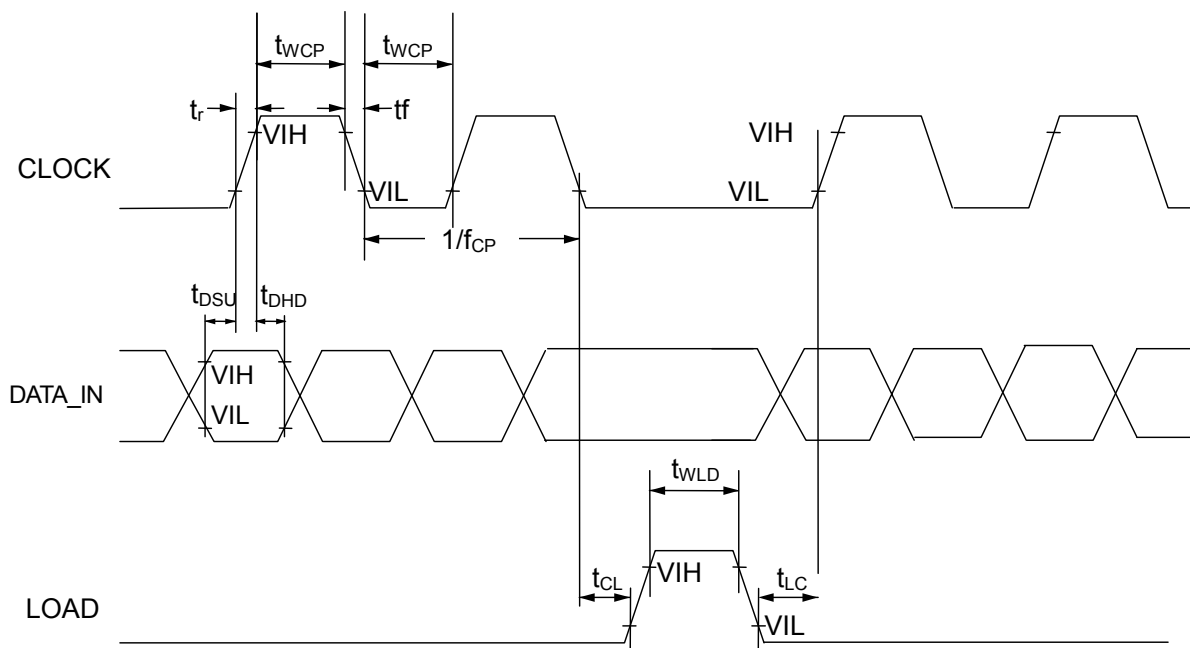 tWCP tWCP
tr tf
VIH VIH
CLOCK
VIL VIL
1/fCP
tDSU tDHD
VIH
DATA_IN
VIL
tWLD
tCL VIH tLC
LOAD
VIL